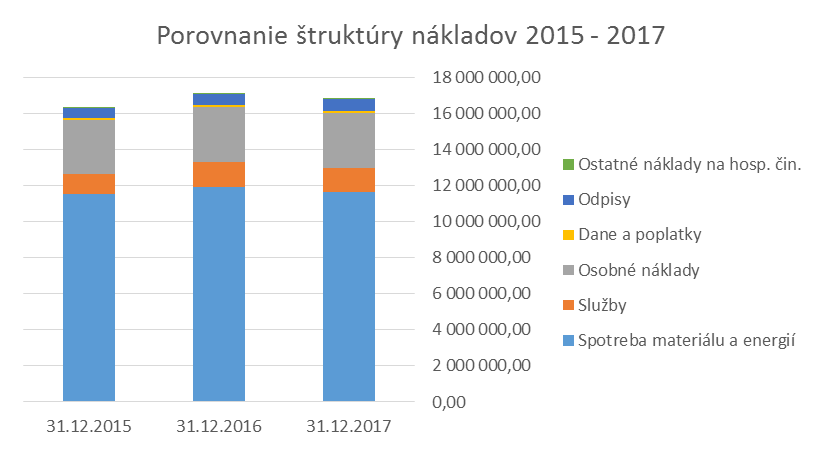 Porovnanie štruktúry nákladov 2015 - 2017
18 000 000,00
16 000 000,00
14 000 000,00
12 000 000,00
10 000 000,00
8 000 000,00
6 000 000,00
4 000 000,00
2 000 000,00
0,00
31.12.2015
31.12.2016
31.12.2017
Ostatné náklady na hosp. čin.
Odpisy
Dane a poplatky
Osobné náklady
Služby
Spotreba materiálu a energií